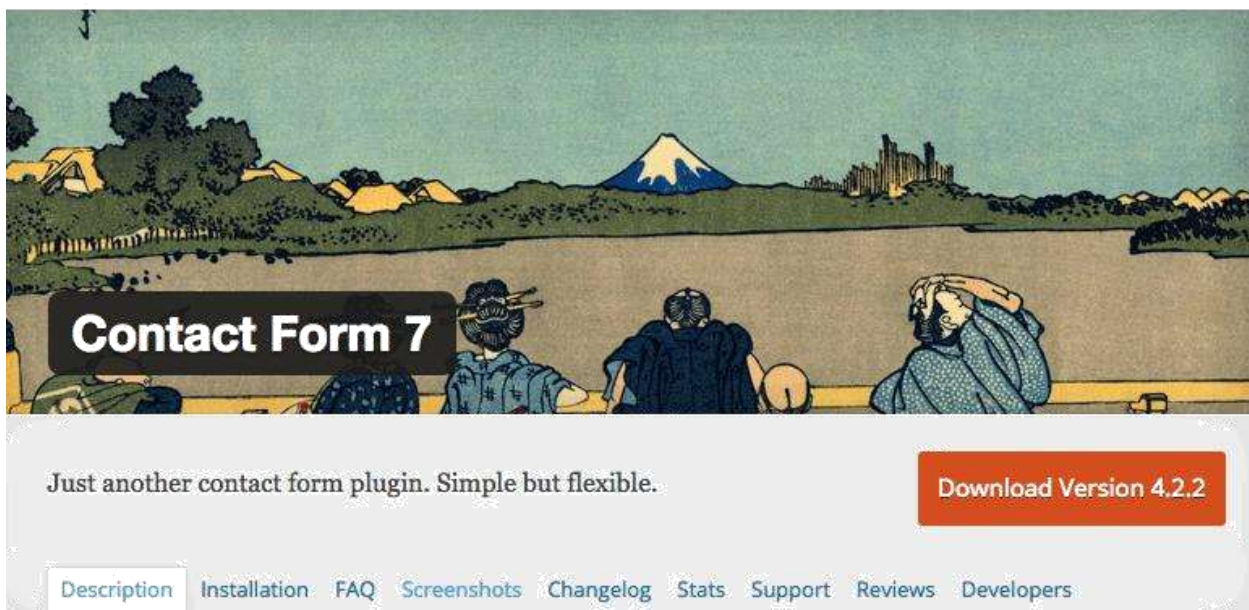 Contact Form 7
Just another contact form plugin. Simple but flexible.
Download Version 4.2.2
Description Installation FAQ Screenshots Changelog Stats Support Reviews Developers